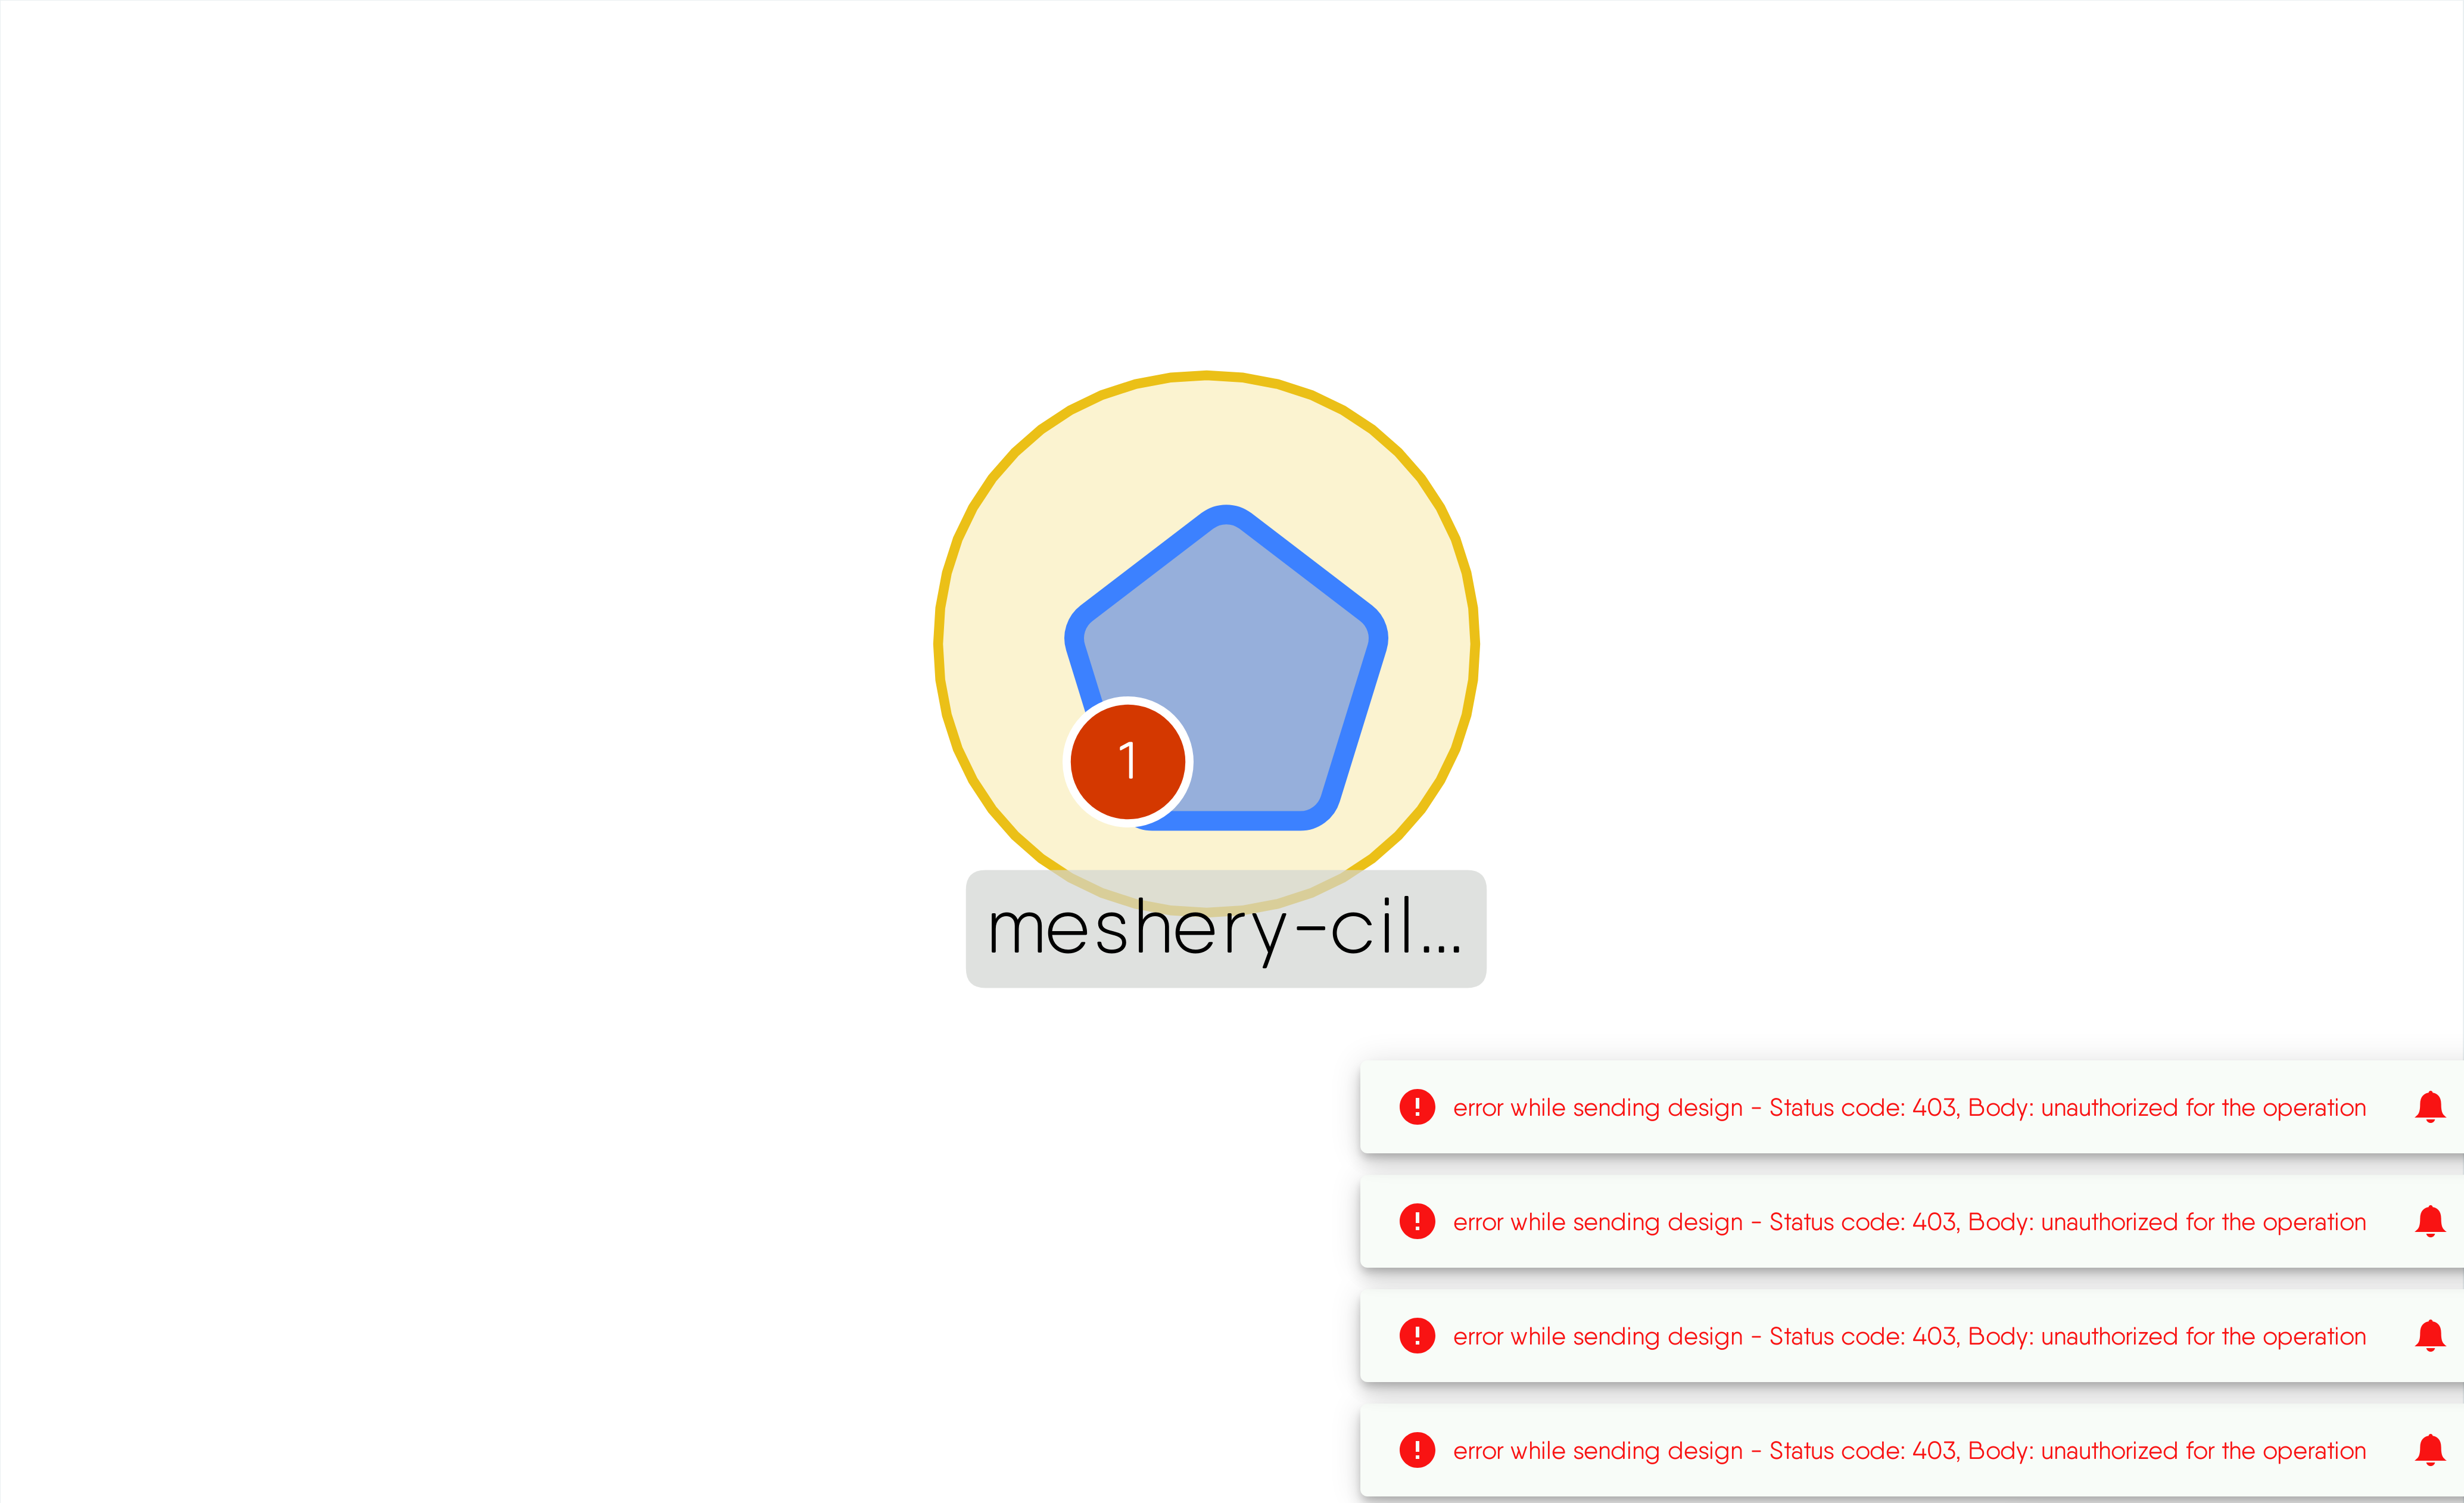 1
meshery-cil...
error while sending design - Status code: 403, Body: unauthorized for the operation
error while sending design - Status code: 403, Body: unauthorized for the operation
error while sending design - Status code: 403, Body: unauthorized for the operation
error while sending design - Status code: 403, Body: unauthorized for the operation